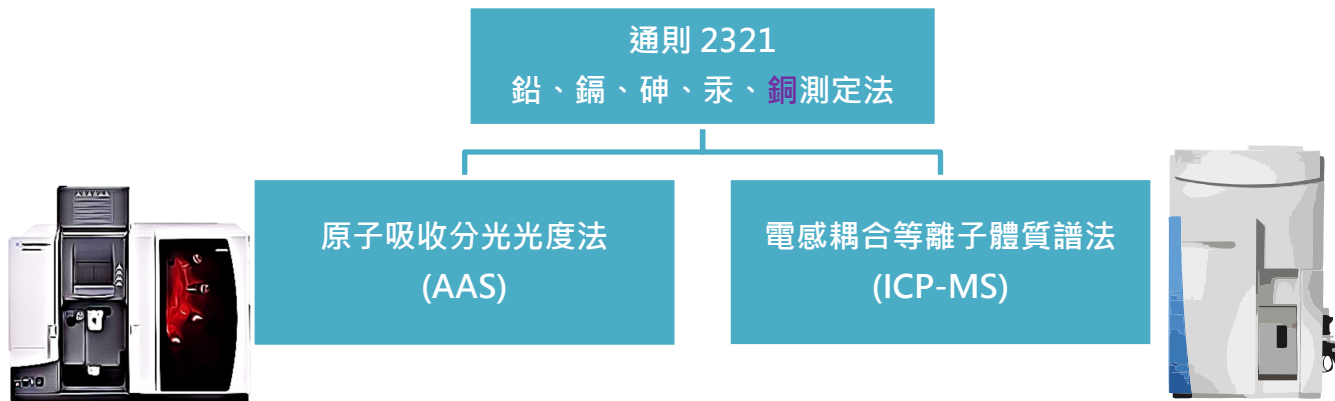 通則 2321
鉛、鎘、砷、汞、銅測定法
原子吸收分光光度法
(AAS)
電感耦合等離子體質譜法
(ICP-MS)